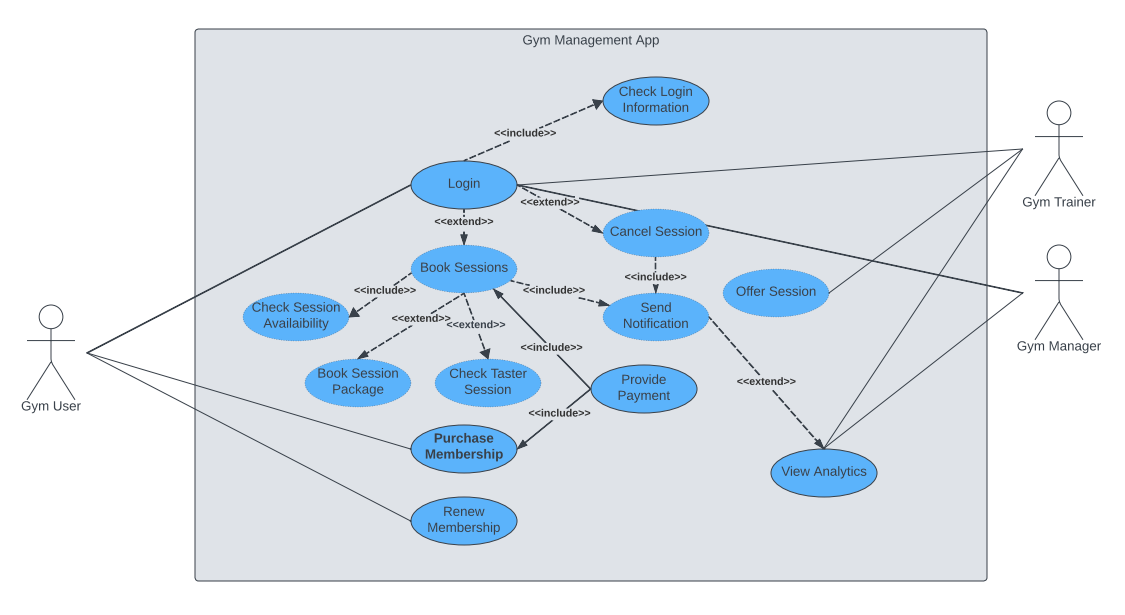 Gym Management App
Check Login
Information
<<include>>
Login
<<extend>>
<<extend>>
Cancel Session
Gym Trainer
Book Sessions
<<include>>
<<include>>
<<include>>
Offer Session
Check Session
Availaibility
Send
Notification
<<extend>>
<<extend>>
<<include>>
Gym Manager
Book Session
Package
Check Taster
Session
Provide
Payment
<<extend>>
Gym User
<<include>>
Purchase
Membership
View Analytics
Renew
Membership